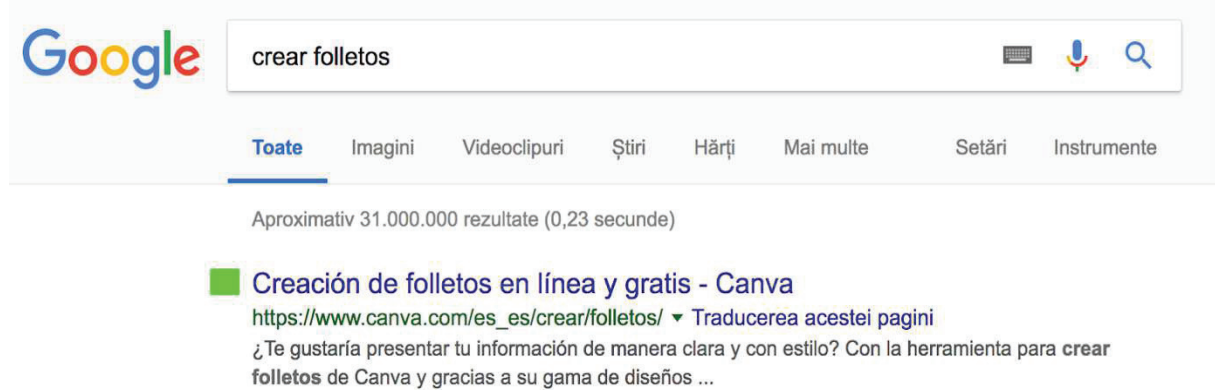 Google
crear folletos
Toate Imagini Videoclipuri Știri Hărți Mai multe Setări Instrumente
Aproximativ 31.000.000 rezultate (0,23 secunde)
Creación de folletos en línea y gratis - Canva
https://www.canva.com/es_es/crear/folletos/ ▾ Traducerea acestei pagini
¿Te gustaría presentar tu información de manera clara y con estilo? Con la herramienta para crear
folletos de Canva y gracias a su gama de diseños ...